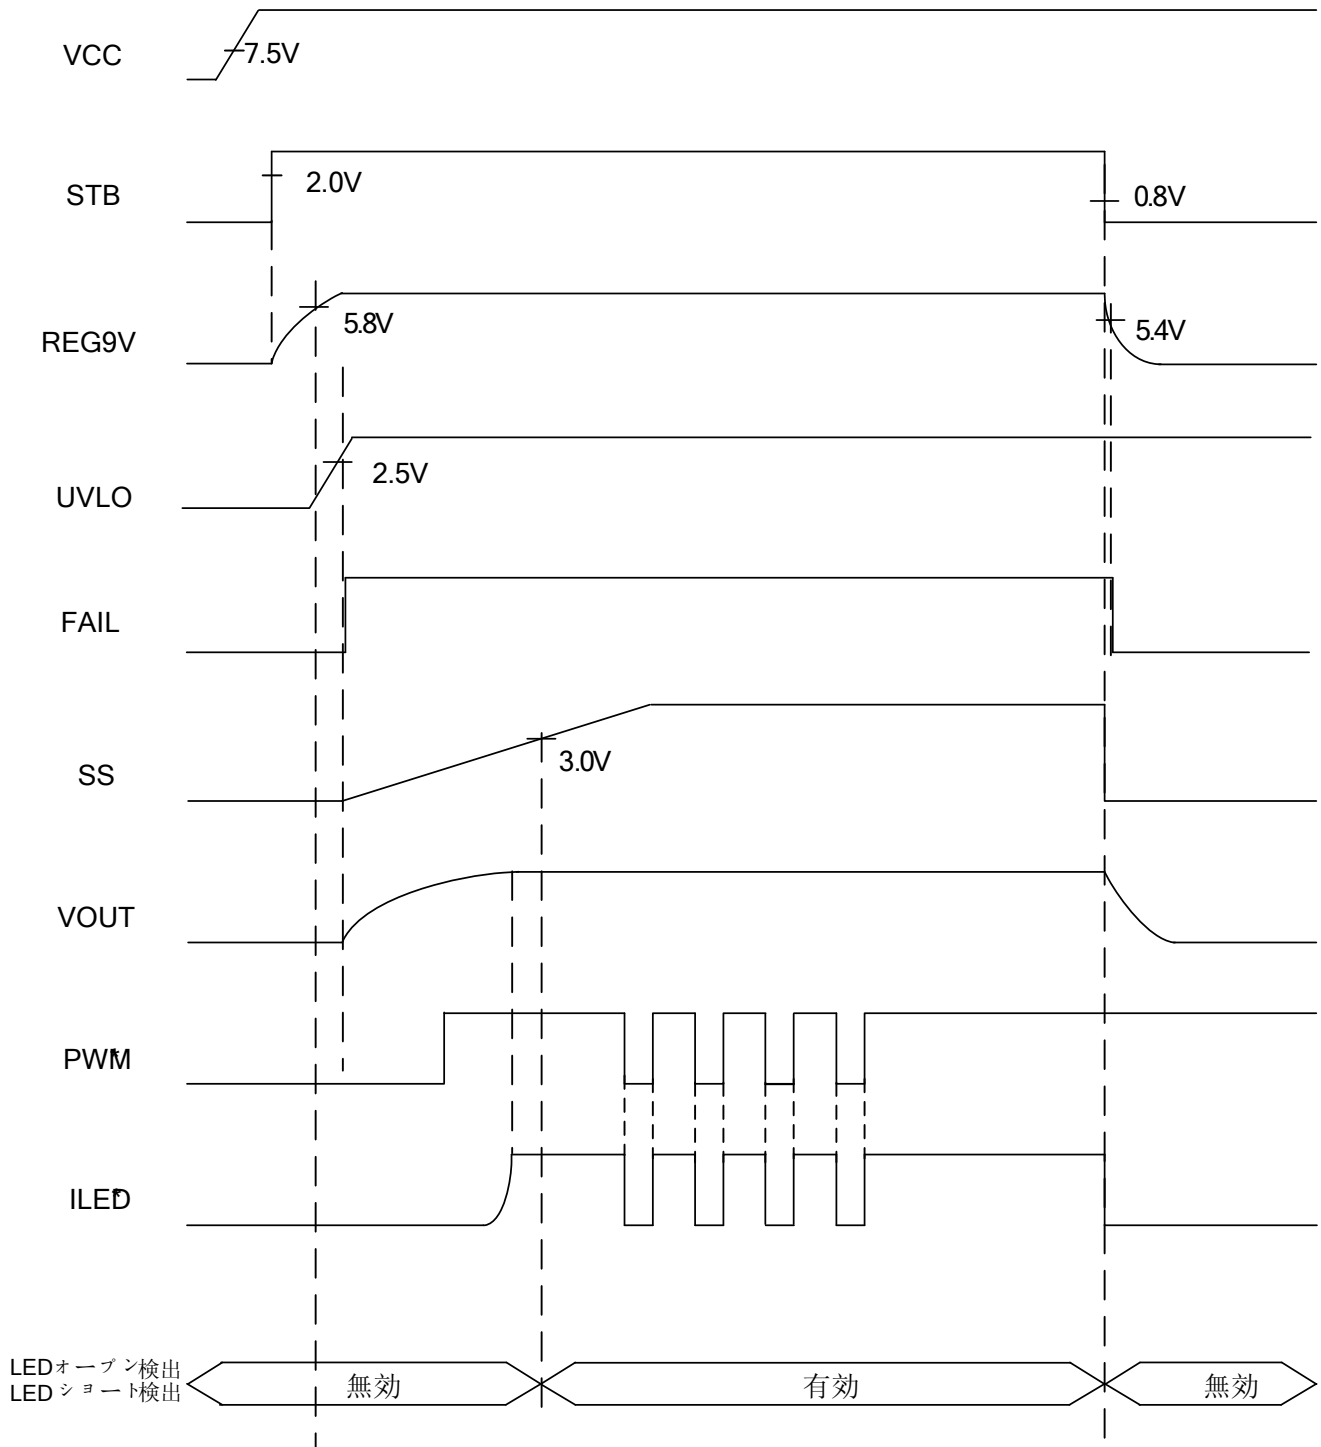 VCC
7.5V
STB
2.0V
0.8V
REG9V
5.8V
5.4V
UVLO
2.5V
FAIL
SS
3.0V
VOUT
PWM*
ILED*
LEDオープン検出
LEDショート検出
無効
有効
無効